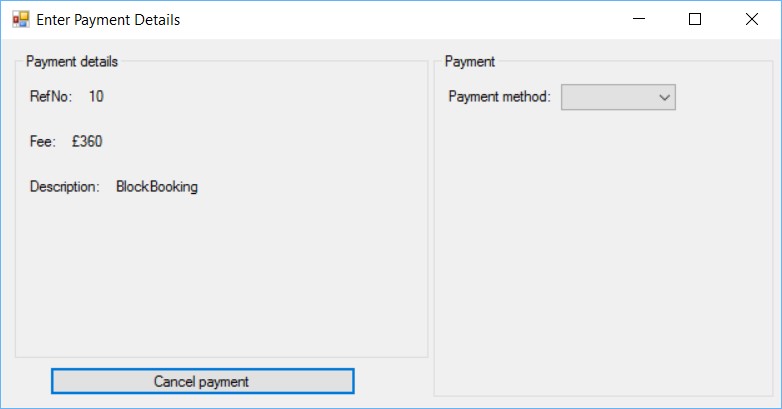 Enter Payment Details
Payment details
RefNo: 10
Fee: £360
Description: BlockBooking
Cancel payment
Payment
Payment method: